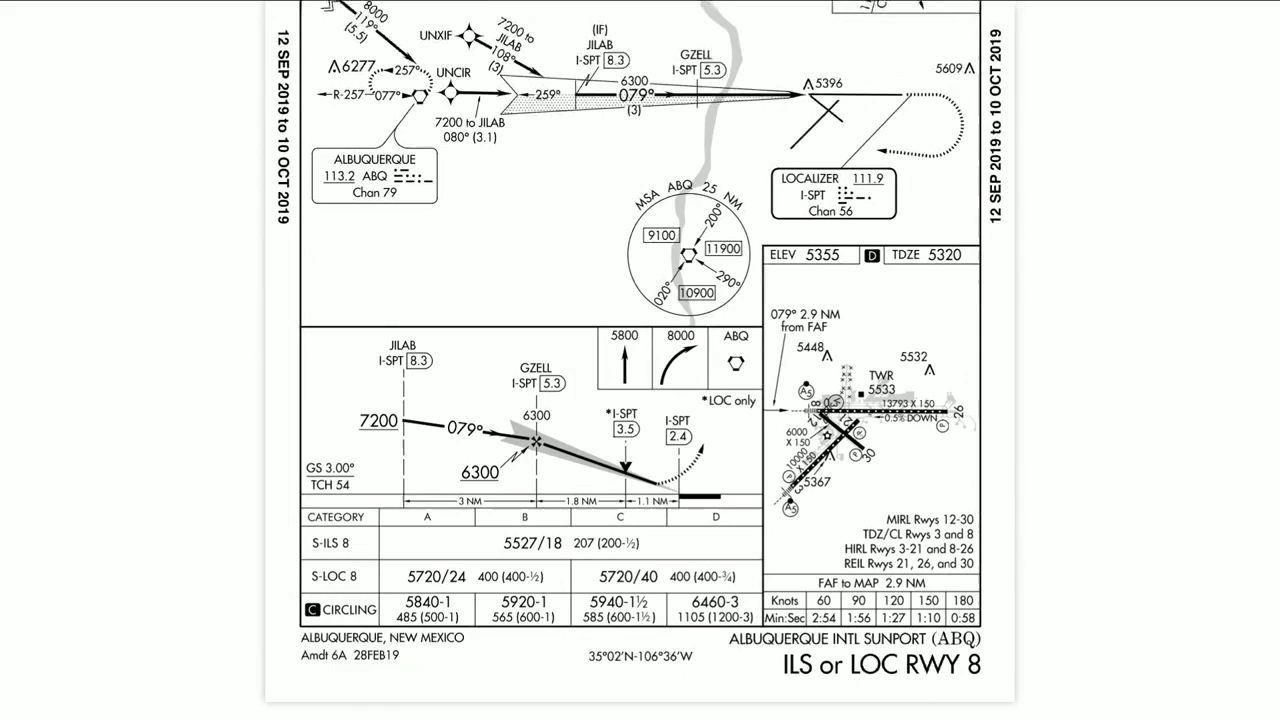 8000
119°
(5.5)
UNXIF
7200 to
JILAB
108°
(3)
(IF)
JILAB
I-SPT 8.3
GZELL
I-SPT 5.3
6277
257°
UNCIR
R-257
077°
259°
6300
079°
(3)
5396
5609
7200 to JILAB
080° (3.1)
ALBUQUERQUE
113.2 ABQ
Chan 79
LOCALIZER 111.9
I-SPT
Chan 56
MSA ABQ 25 NM
200°
9100
11900
290°
020°
10900
12 SEP 2019 to 10 OCT 2019
12 SEP 2019 to 10 OCT 2019
ELEV 5355
D
TDZE 5320
079° 2.9 NM
from FAF
5448
5532
TWR
5533
13793 X 150
0.5% DOWN
26
8
6000
X 150
10000
X 150
21
12
30
3
5367
A5
A5
P
P
MIRL Rwys 12-30
TDZ/CL Rwys 3 and 8
HIRL Rwys 3-21 and 8-26
REIL Rwys 21, 26, and 30
FAF to MAP 2.9 NM
Knots 60 90 120 150 180
Min:Sec 2:54 1:56 1:27 1:10 0:58
5800
8000
ABQ
JILAB
I-SPT 8.3
GZELL
I-SPT 5.3
*LOC only
6300
*I-SPT
3.5
I-SPT
2.4
7200
079°
6300
GS 3.00°
TCH 54
3 NM
1.8 NM
1.1 NM
CATEGORY A B C D
S-ILS 8 5527/18 207 (200-½)
S-LOC 8 5720/24 400 (400-½) 5720/40 400 (400-¾)
C CIRCLING 5840-1 5920-1 5940-1½ 6460-3
485 (500-1) 565 (600-1) 585 (600-1½) 1105 (1200-3)
ALBUQUERQUE, NEW MEXICO
Amdt 6A 28FEB19
35°02'N-106°36'W
ALBUQUERQUE INTL SUNPORT (ABQ)
ILS or LOC RWY 8